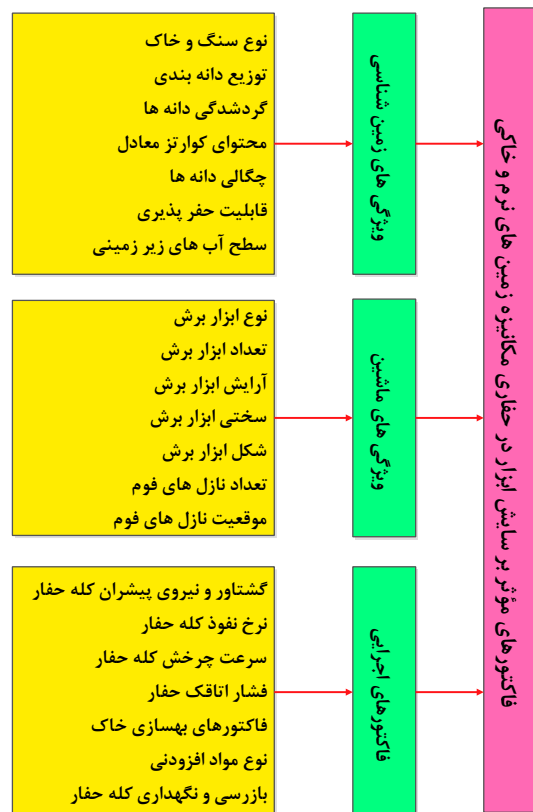 فاکتورهای مؤثر بر سایش ابزار در حفاری مکانیزه زمین های نرم و خاکی
ویژگی های زمین شناسی
نوع سنگ و خاک
توزیع دانه بندی
گردشدگی دانه ها
محتوای کوارتز معادل
چگالی دانه ها
قابلیت حفر پذیری
سطح آب های زیر زمینی
ویژگی های ماشین
نوع ابزار برش
تعداد ابزار برش
آرایش ابزار برش
سختی ابزار برش
شکل ابزار برش
تعداد نازل های فوم
موقعیت نازل های فوم
فاکتورهای اجرایی
گشتاور و نیروی پیشران کله حفار
نرخ نفوذ کله حفار
سرعت چرخش کله حفار
فشار اتاقک حفار
فاکتورهای بهسازی خاک
نوع مواد افزودنی
بازرسی و نگهداری کله حفار